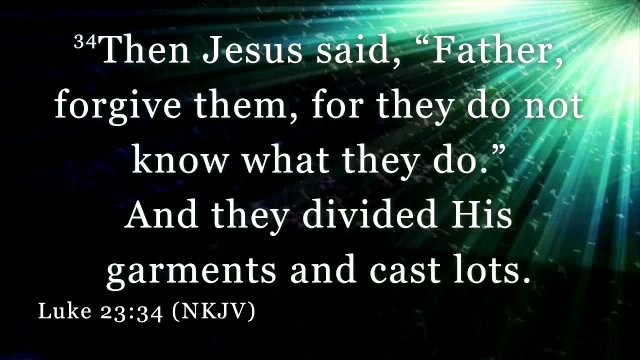 ³⁴Then Jesus said, “Father,
forgive them, for they do not
know what they do.”
And they divided His
garments and cast lots.
Luke 23:34 (NKJV)